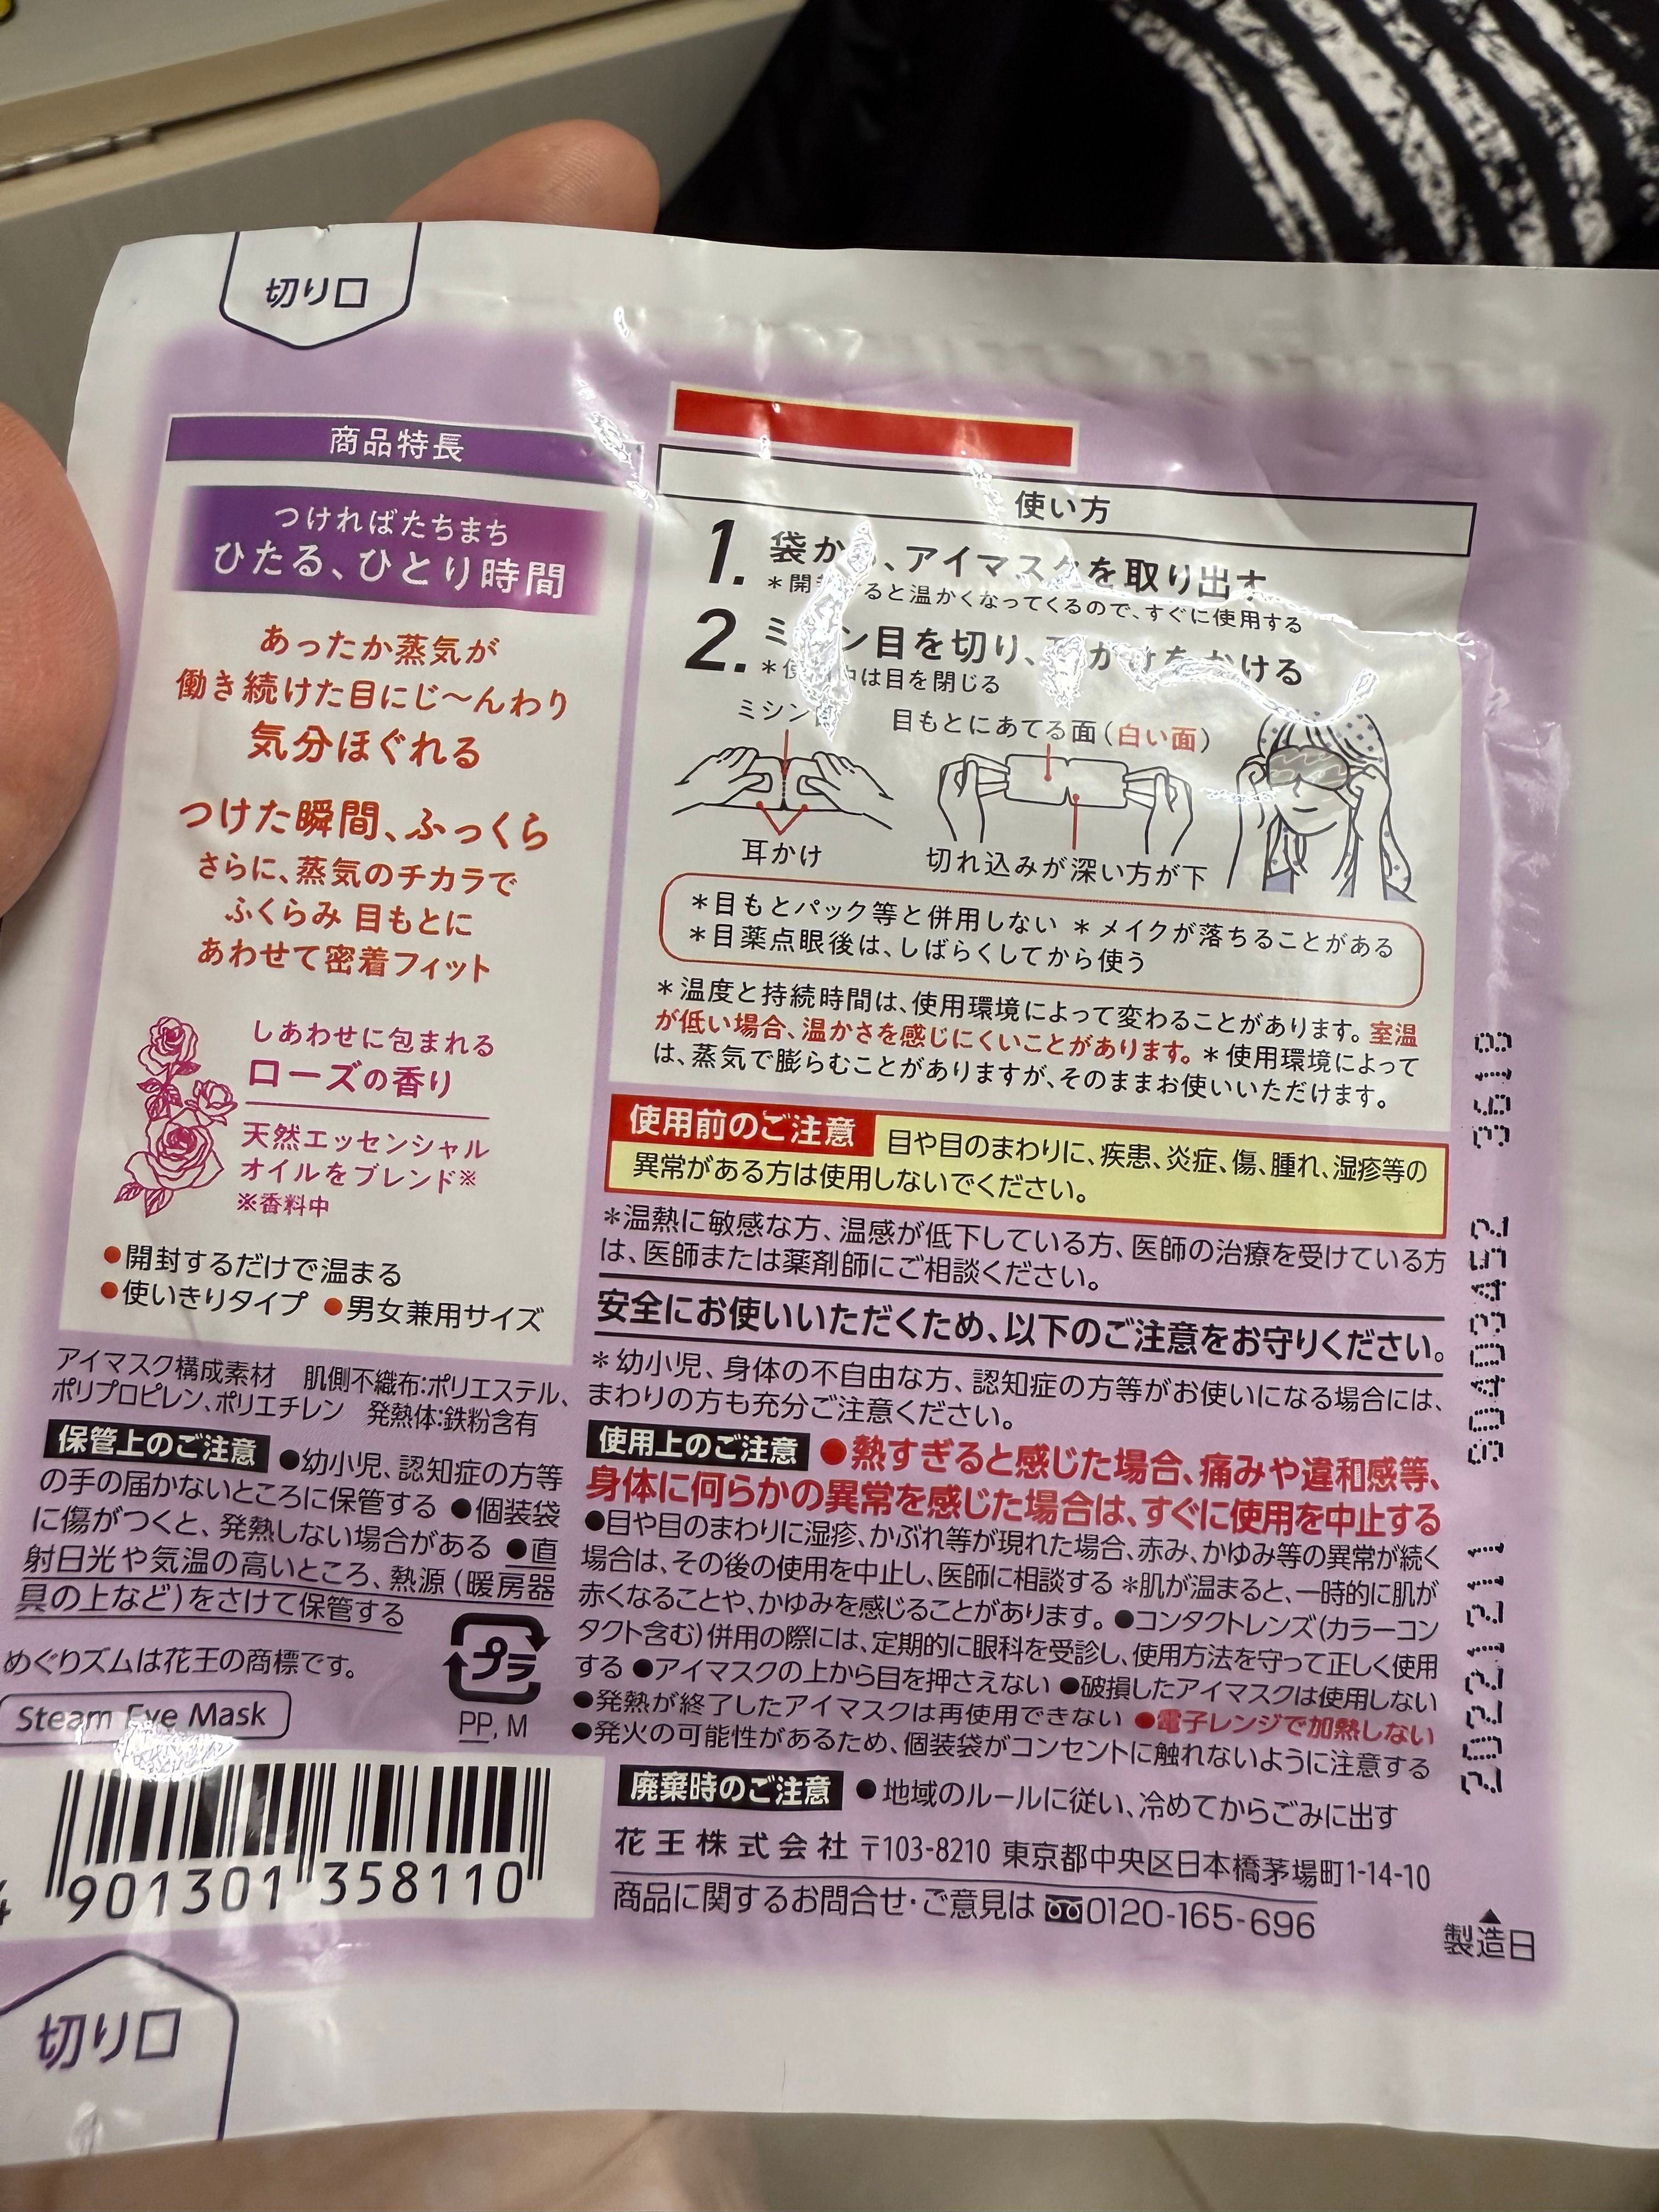 切り口
商品特長
つければたちまち
ひたる、ひとり時間
あったか蒸気が
働き続けた目にじ〜んわり
気分ほぐれる
つけた瞬間、ふっくら
さらに、蒸気のチカラで
ふくらみ 目もとに
あわせて密着フィット
しあわせに包まれる
ローズの香り
天然エッセンシャル
オイルをブレンド※
※香料中
●開封するだけで温まる
●使いきりタイプ ●男女兼用サイズ
アイマスク構成素材 肌側不織布:ポリエステル、
ポリプロピレン、ポリエチレン 発熱体:鉄粉含有
保管上のご注意 ●幼小児、認知症の方等
の手の届かないところに保管する ●個装袋
に傷がつくと、発熱しない場合がある ●直
射日光や気温の高いところ、熱源(暖房器
具の上など)をさけて保管する
めぐりズムは花王の商標です。
プラ
PP, M
Steam Eye Mask
4 901301 358110
切り口
使い方
1. 袋か、アイマスクを取り出す
＊開ると温かくなってくるので、すぐに使用する
2. ミン目を切り、かける
＊使中は目を閉じる
ミシン
目もとにあてる面(白い面)
耳かけ
切れ込みが深い方が下
＊目もとパック等と併用しない ＊メイクが落ちることがある
＊目薬点眼後は、しばらくしてから使う
＊温度と持続時間は、使用環境によって変わることがあります。室温
が低い場合、温かさを感じにくいことがあります。＊使用環境によって
は、蒸気で膨らむことがありますが、そのままお使いいただけます。
使用前のご注意 目や目のまわりに、疾患、炎症、傷、腫れ、湿疹等の
異常がある方は使用しないでください。
＊温熱に敏感な方、温感が低下している方、医師の治療を受けている方
は、医師または薬剤師にご相談ください。
安全にお使いいただくため、以下のご注意をお守りください。
＊幼小児、身体の不自由な方、認知症の方等がお使いになる場合には、
まわりの方も充分ご注意ください。
使用上のご注意 ●熱すぎると感じた場合、痛みや違和感等、
身体に何らかの異常を感じた場合は、すぐに使用を中止する
●目や目のまわりに湿疹、かぶれ等が現れた場合、赤み、かゆみ等の異常が続く
場合は、その後の使用を中止し、医師に相談する ＊肌が温まると、一時的に肌が
赤くなることや、かゆみを感じることがあります。●コンタクトレンズ(カラーコン
タクト含む)併用の際には、定期的に眼科を受診し、使用方法を守って正しく使用
する ●アイマスクの上から目を押さえない ●破損したアイマスクは使用しない
●発熱が終了したアイマスクは再使用できない ●電子レンジで加熱しない
●発火の可能性があるため、個装袋がコンセントに触れないように注意する
廃棄時のご注意 ●地域のルールに従い、冷めてからごみに出す
花王株式会社 〒103-8210 東京都中央区日本橋茅場町1-14-10
商品に関するお問合せ・ご意見は 0120-165-696
20221211 9040452 3613
▲
製造日